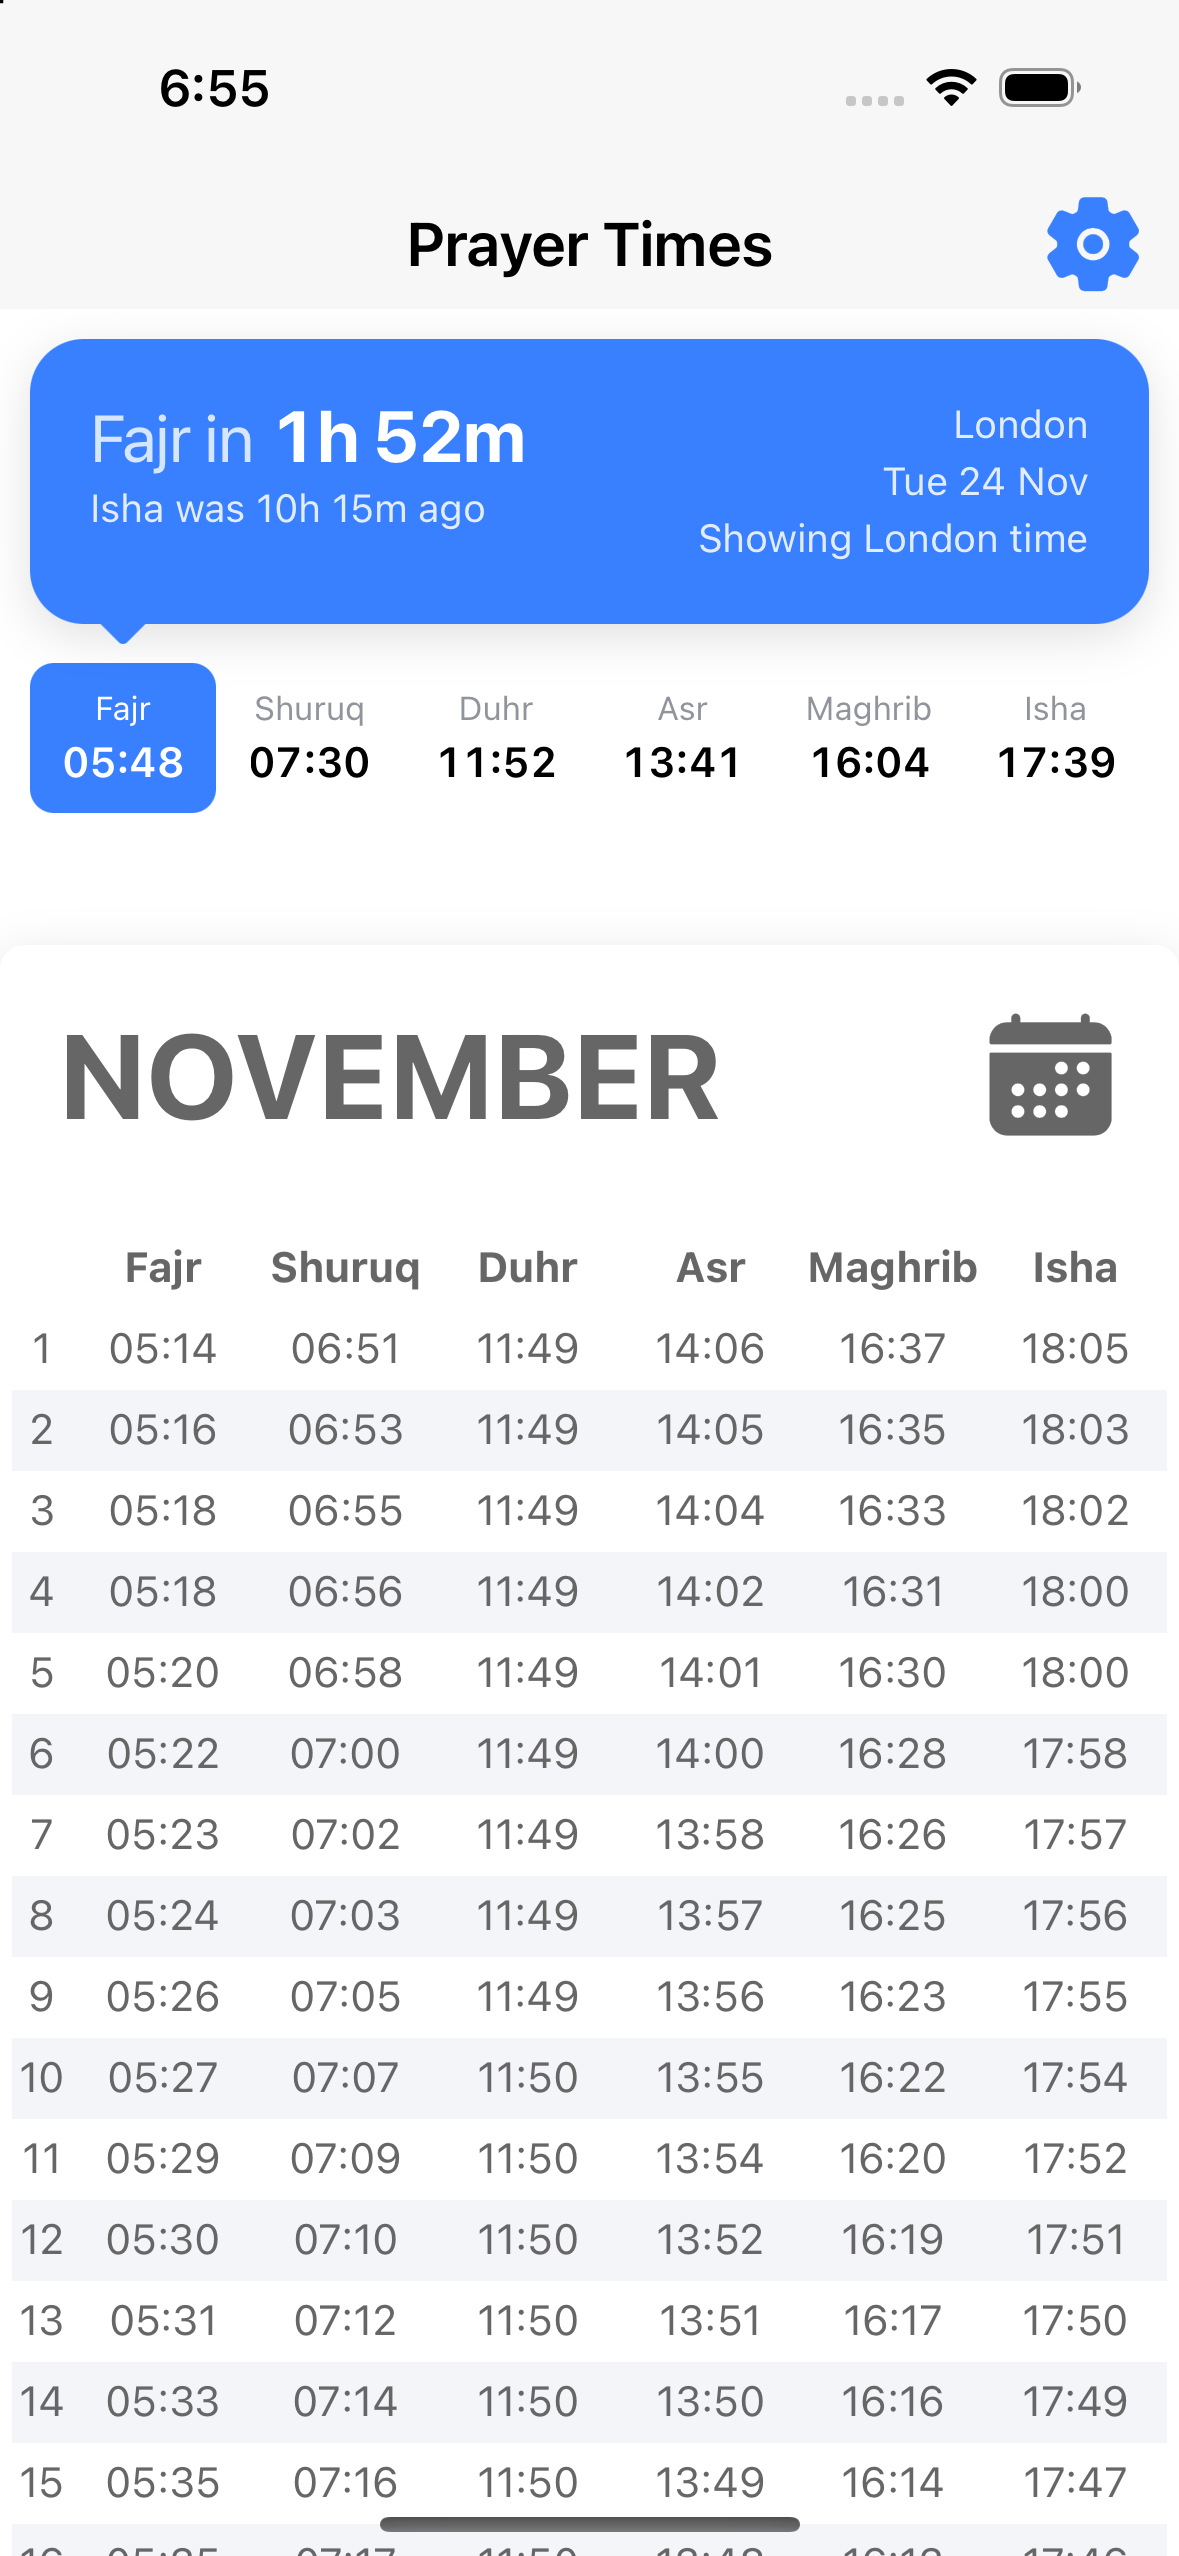 6:55
Prayer Times
Fajr in 1h 52m
Isha was 10h 15m ago
London
Tue 24 Nov
Showing London time
Fajr Shuruq Duhr Asr Maghrib Isha
05:48 07:30 11:52 13:41 16:04 17:39
NOVEMBER
Fajr Shuruq Duhr Asr Maghrib Isha
1 05:14 06:51 11:49 14:06 16:37 18:05
2 05:16 06:53 11:49 14:05 16:35 18:03
3 05:18 06:55 11:49 14:04 16:33 18:02
4 05:18 06:56 11:49 14:02 16:31 18:00
5 05:20 06:58 11:49 14:01 16:30 18:00
6 05:22 07:00 11:49 14:00 16:28 17:58
7 05:23 07:02 11:49 13:58 16:26 17:57
8 05:24 07:03 11:49 13:57 16:25 17:56
9 05:26 07:05 11:49 13:56 16:23 17:55
10 05:27 07:07 11:50 13:55 16:22 17:54
11 05:29 07:09 11:50 13:54 16:20 17:52
12 05:30 07:10 11:50 13:52 16:19 17:51
13 05:31 07:12 11:50 13:51 16:17 17:50
14 05:33 07:14 11:50 13:50 16:16 17:49
15 05:35 07:16 11:50 13:49 16:14 17:47